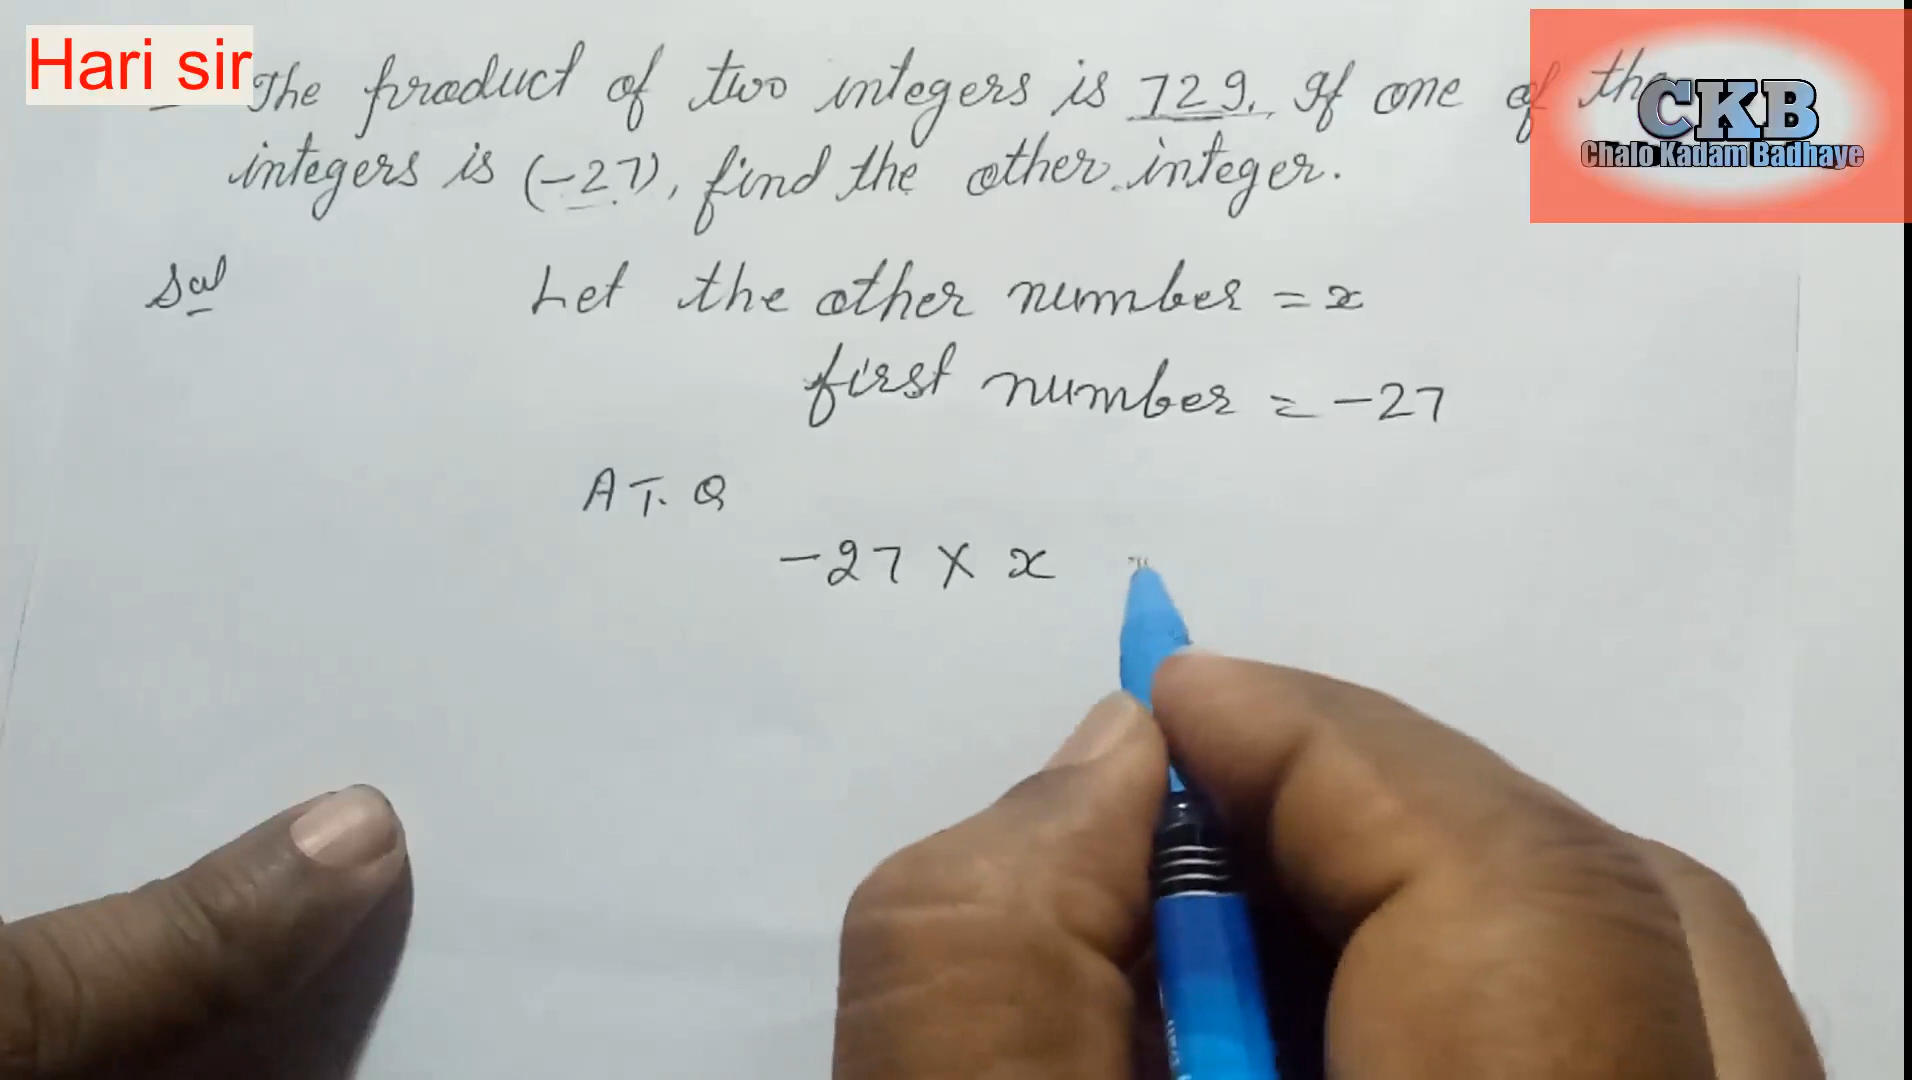 Hari sir
The product of two integers is 729. If one of the
integers is (-27), find the other integer.
CKB
Chalo Kadam Badhaye
Sol
Let the other number = x
first number = -27
A T. Q
-27 × x =